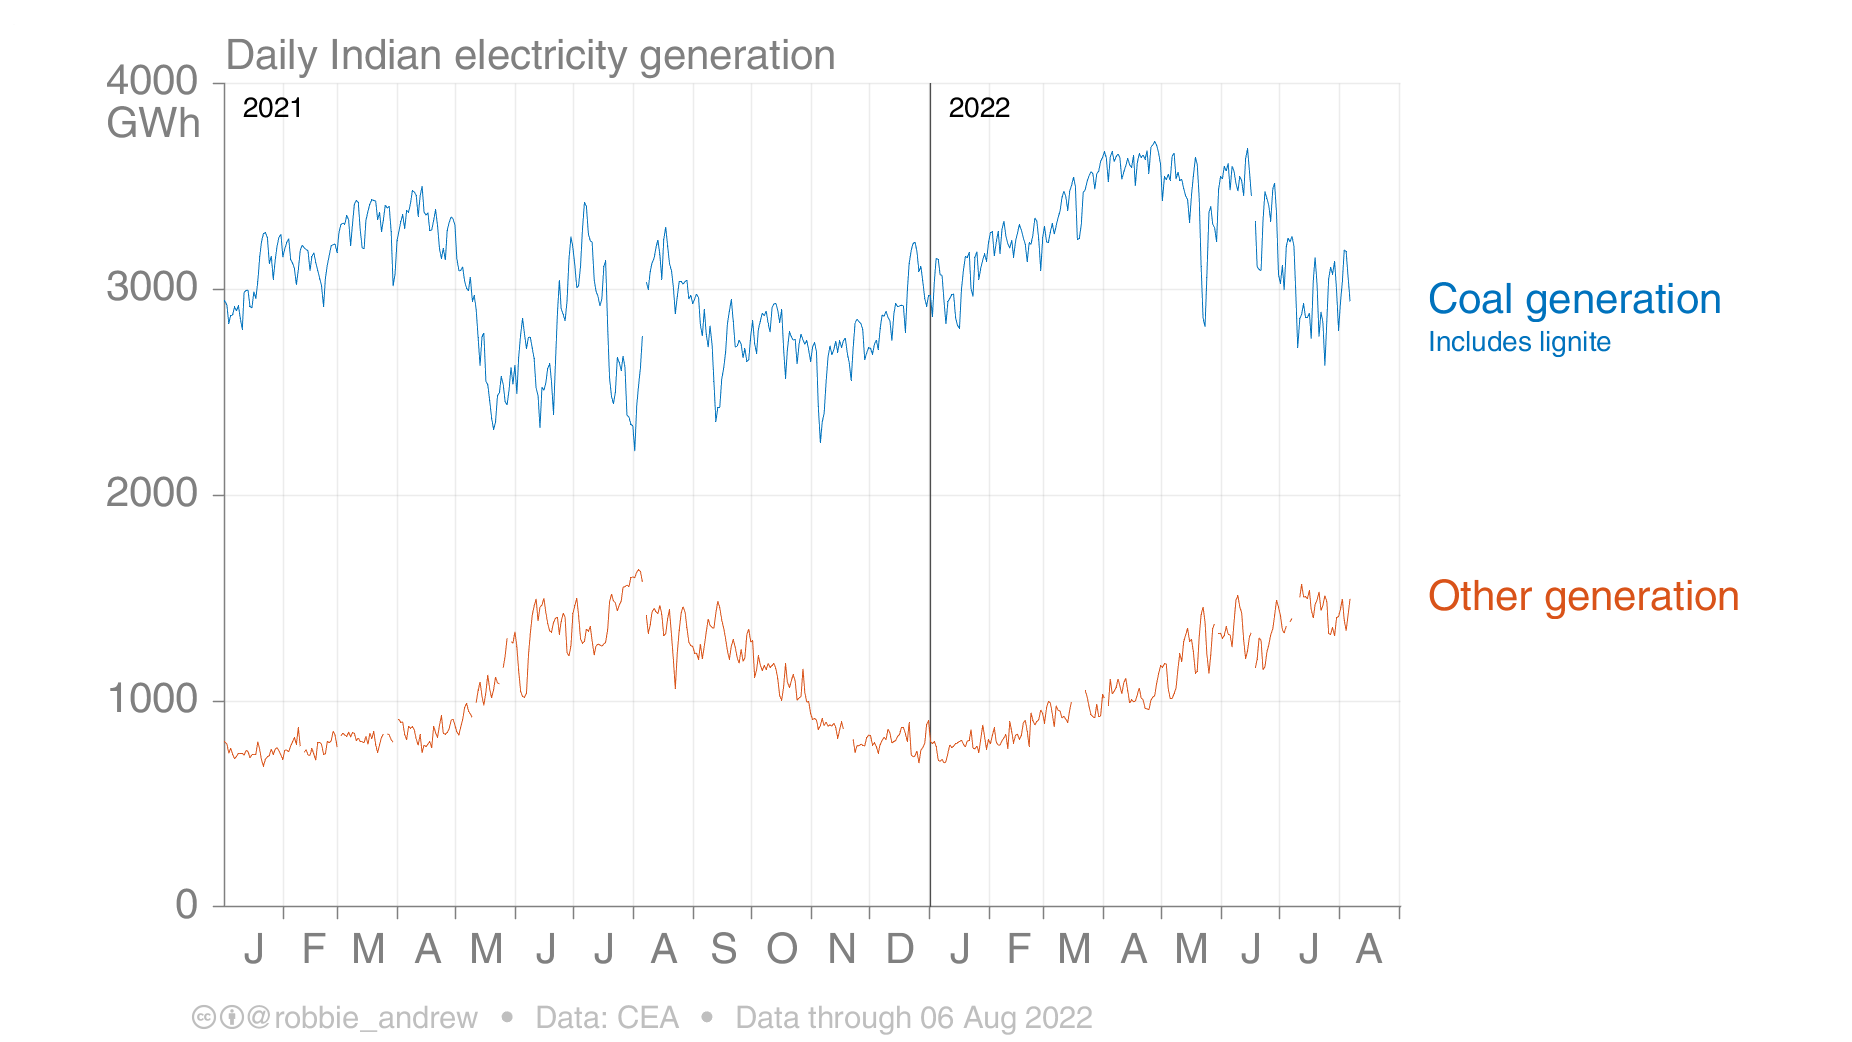 Daily Indian electricity generation
4000
GWh
2021
2022
3000
Coal generation
Includes lignite
2000
Other generation
1000
0
J F M A M J J A S O N D J F M A M J J A
cc @robbie_andrew • Data: CEA • Data through 06 Aug 2022